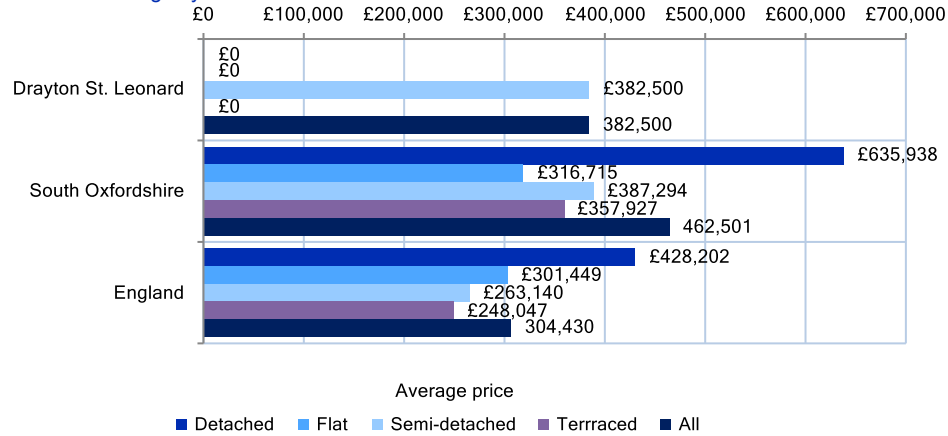 £0 £100,000 £200,000 £300,000 £400,000 £500,000 £600,000 £700,000
£0
£0
Drayton St. Leonard £382,500
£0
382,500
£635,938
£316,715
South Oxfordshire £387,294
£357,927
462,501
£428,202
£301,449
England £263,140
£248,047
304,430
Average price
Detached Flat Semi-detached Terrraced All